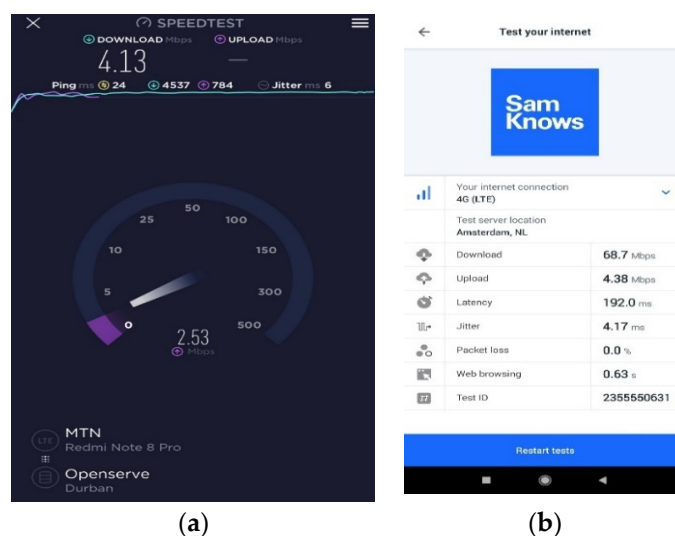 SPEEDTEST
DOWNLOAD Mbps UPLOAD Mbps
4.13 —
Ping ms 24 4537 784 Jitter ms 6
0
5
10
25
50
100
150
300
500
2.53
Mbps
LTE MTN
Redmi Note 8 Pro
Openserve
Durban
(a)
Test your internet
Sam
Knows
Your internet connection
4G (LTE)
Test server location
Amsterdam, NL
Download 68.7 Mbps
Upload 4.38 Mbps
Latency 192.0 ms
Jitter 4.17 ms
Packet loss 0.0 %
Web browsing 0.63 s
Test ID 2355550631
Restart tests
(b)